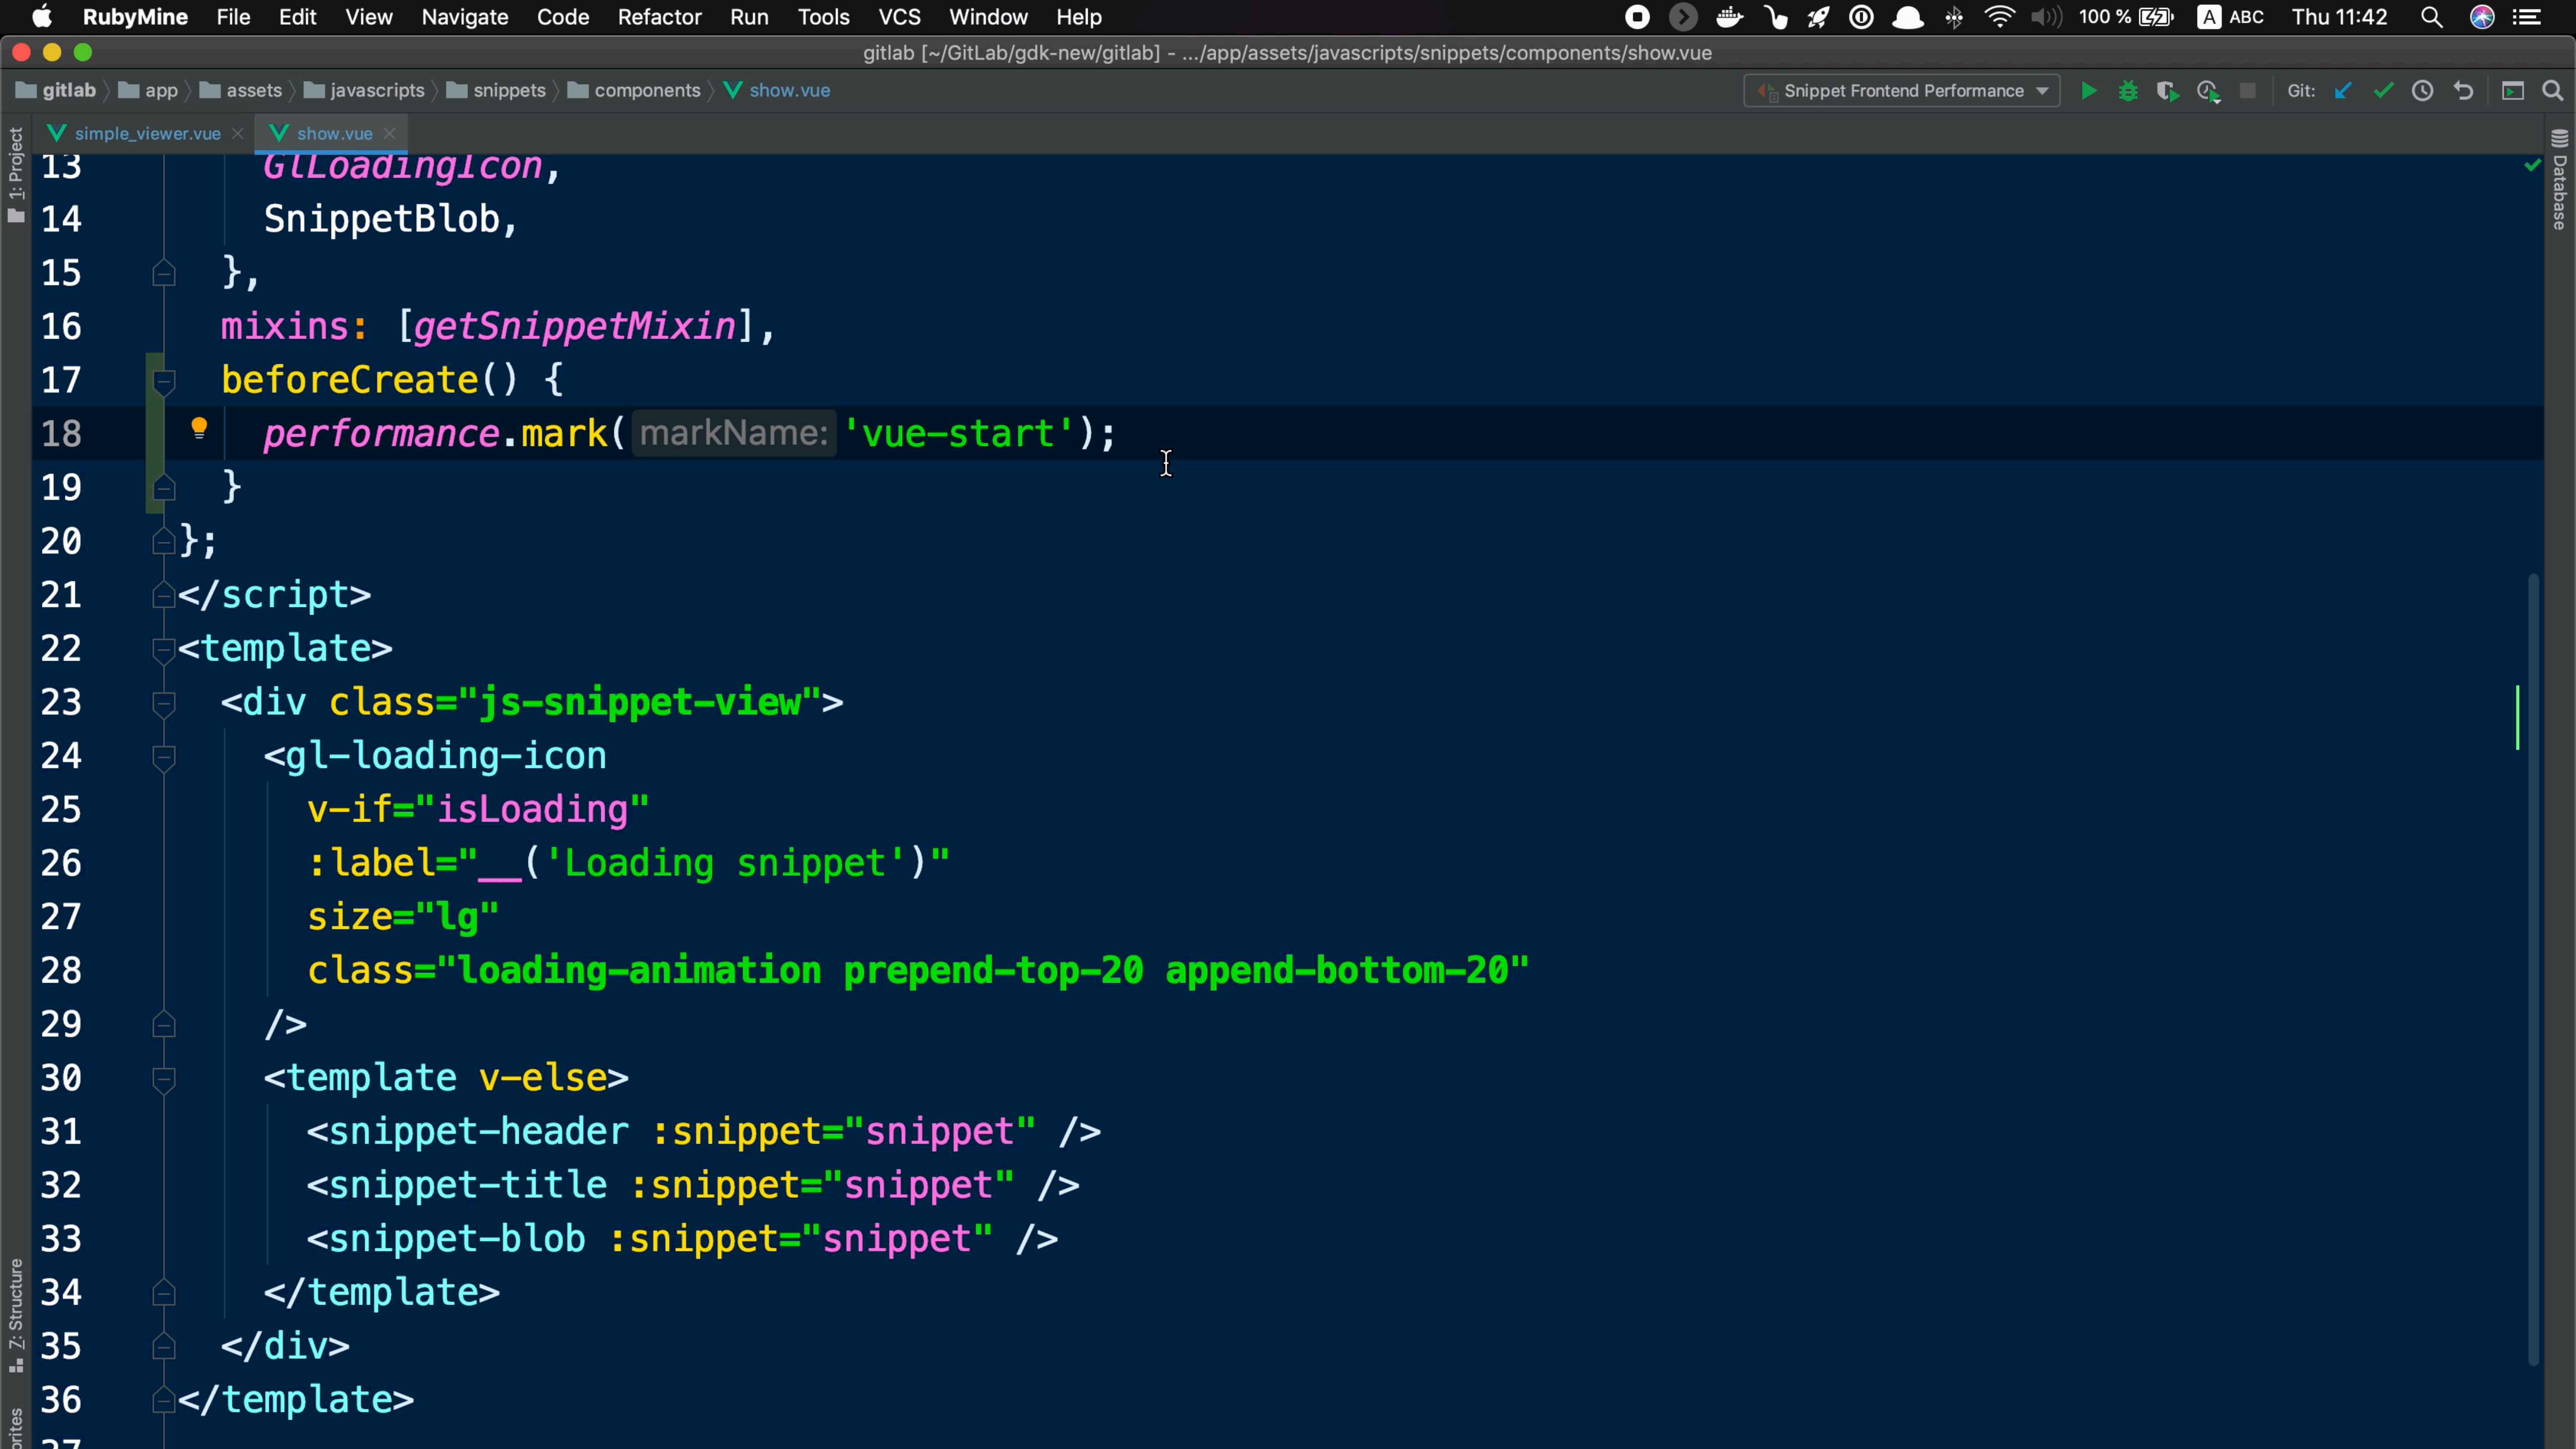 RubyMine File Edit View Navigate Code Refactor Run Tools VCS Window Help 100 % A ABC Thu 11:42
gitlab [~/GitLab/gdk-new/gitlab] - .../app/assets/javascripts/snippets/components/show.vue
gitlab app assets javascripts snippets components show.vue Snippet Frontend Performance Git:
simple_viewer.vue show.vue
1: Project
Database
13 GlLoadingIcon,
14 SnippetBlob,
15 },
16 mixins: [getSnippetMixin],
17 beforeCreate() {
18 performance.mark( markName: 'vue-start');
19 }
20 };
21 </script>
22 <template>
23 <div class="js-snippet-view">
24 <gl-loading-icon
25 v-if="isLoading"
26 :label="__('Loading snippet')"
27 size="lg"
28 class="loading-animation prepend-top-20 append-bottom-20"
29 />
30 <template v-else>
31 <snippet-header :snippet="snippet" />
32 <snippet-title :snippet="snippet" />
33 <snippet-blob :snippet="snippet" />
34 </template>
35 </div>
36 </template>
37
Z: Structure